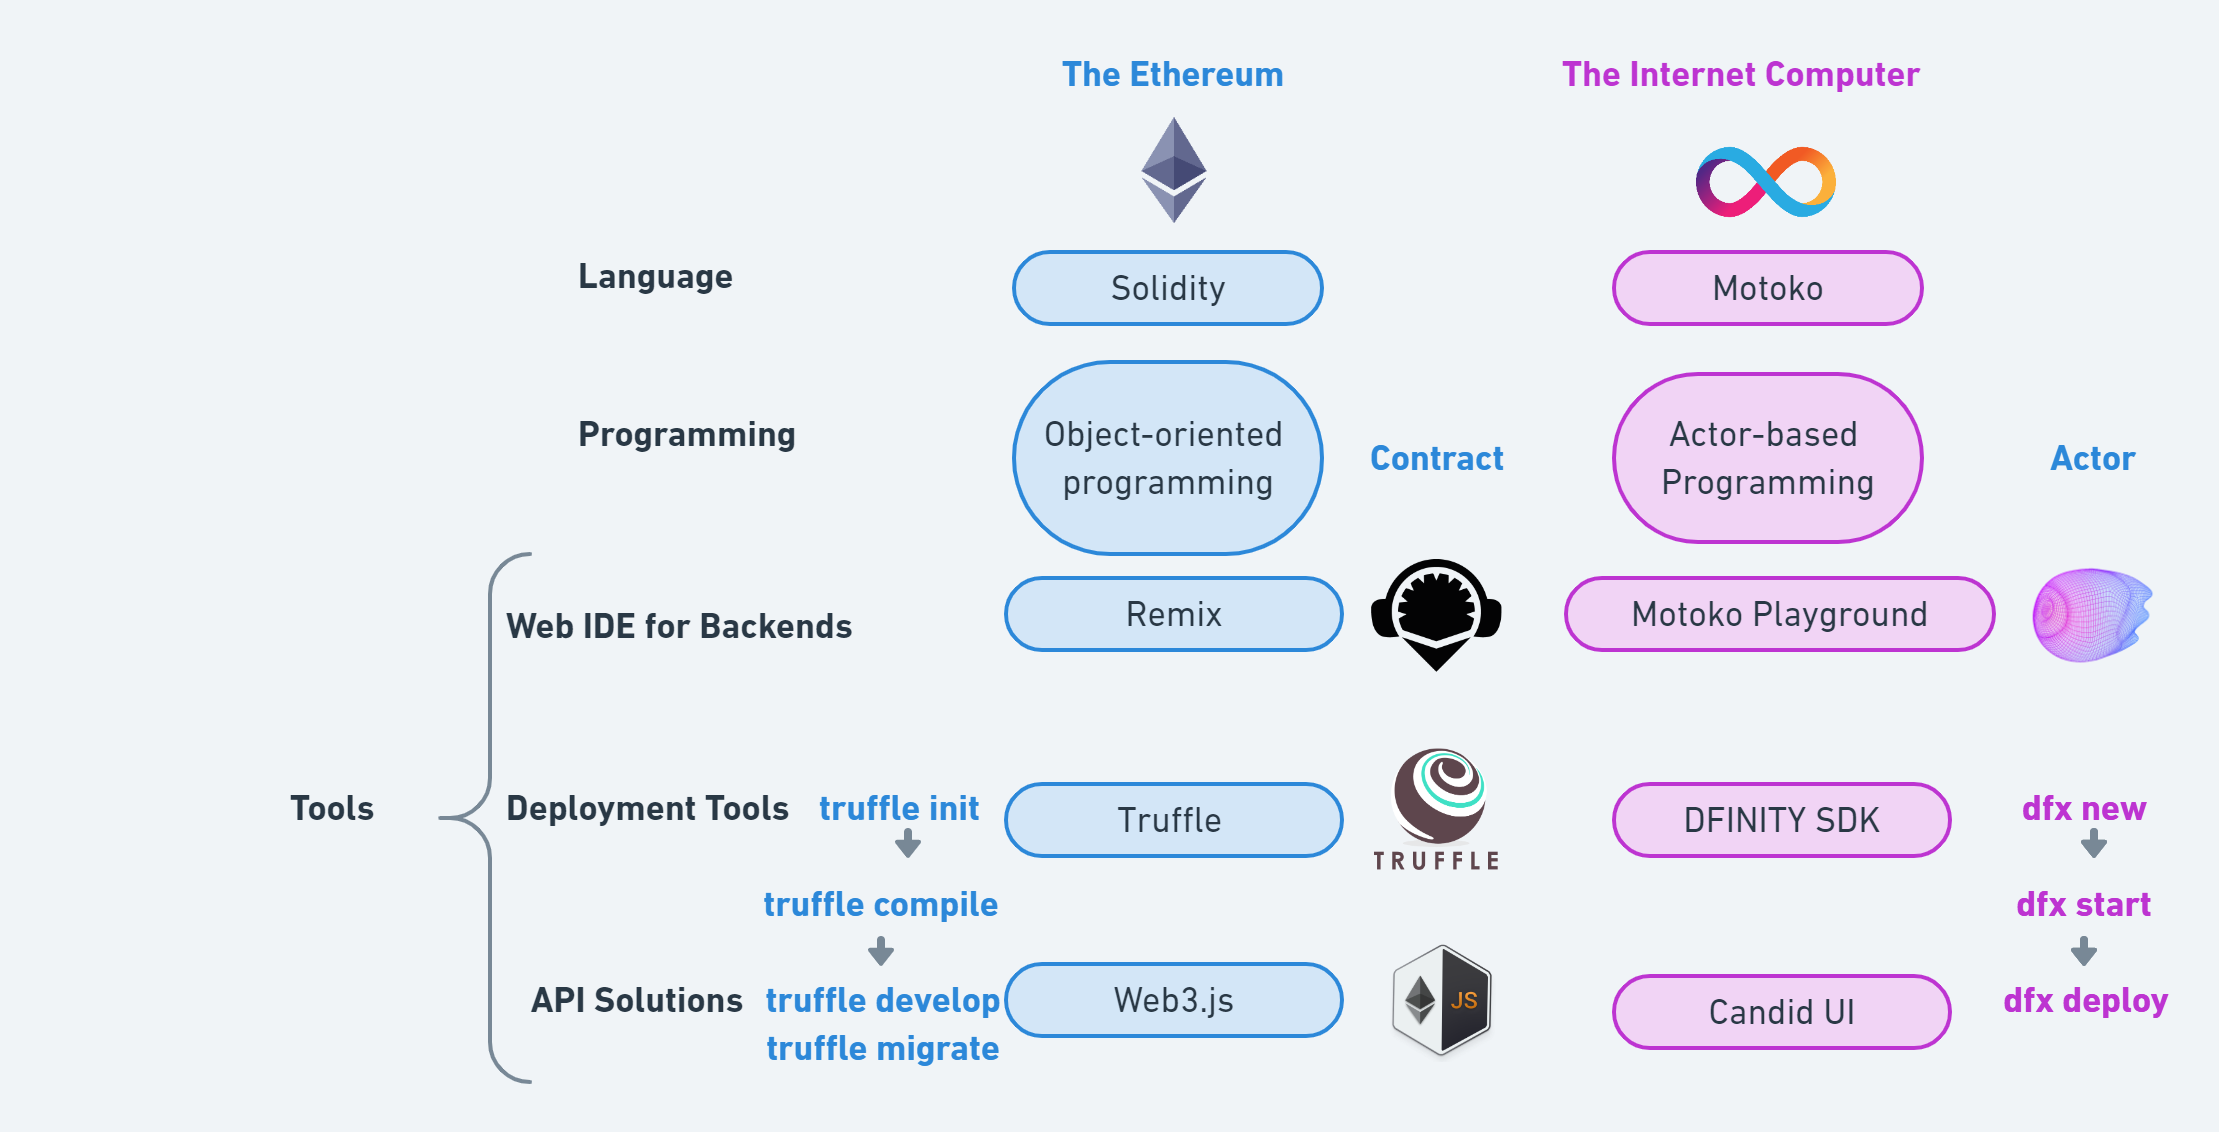 The Ethereum
The Internet Computer
Language
Solidity
Motoko
Programming
Object-oriented
programming
Contract
Actor-based
Programming
Actor
Web IDE for Backends
Remix
Motoko Playground
Tools
Deployment Tools
truffle init
Truffle
TRUFFLE
DFINITY SDK
dfx new
truffle compile
dfx start
API Solutions
truffle develop
truffle migrate
Web3.js
JS
Candid UI
dfx deploy